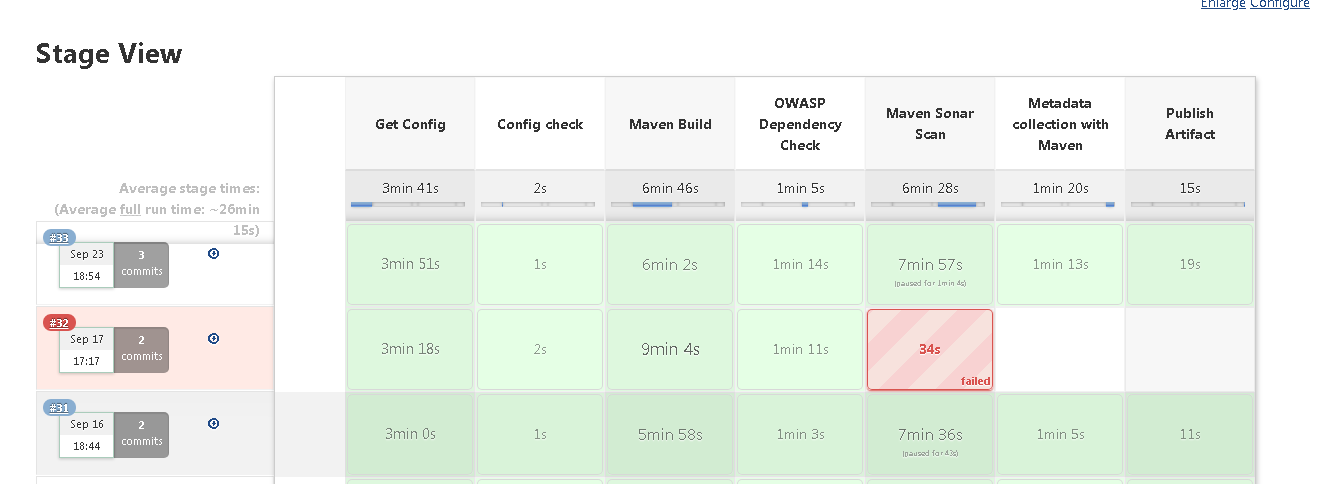 Enlarge Configure
Stage View
Get Config
Config check
Maven Build
OWASP
Dependency
Check
Maven Sonar
Scan
Metadata
collection with
Maven
Publish
Artifact
Average stage times:
(Average full run time: ~26min
15s)
3min 41s
2s
6min 46s
1min 5s
6min 28s
1min 20s
15s
#33
Sep 23
18:54
3
commits
3min 51s
1s
6min 2s
1min 14s
7min 57s
(paused for 1min 4s)
1min 13s
19s
#32
Sep 17
17:17
2
commits
3min 18s
2s
9min 4s
1min 11s
34s
failed
#31
Sep 16
18:44
2
commits
3min 0s
1s
5min 58s
1min 3s
7min 36s
(paused for 43s)
1min 5s
11s